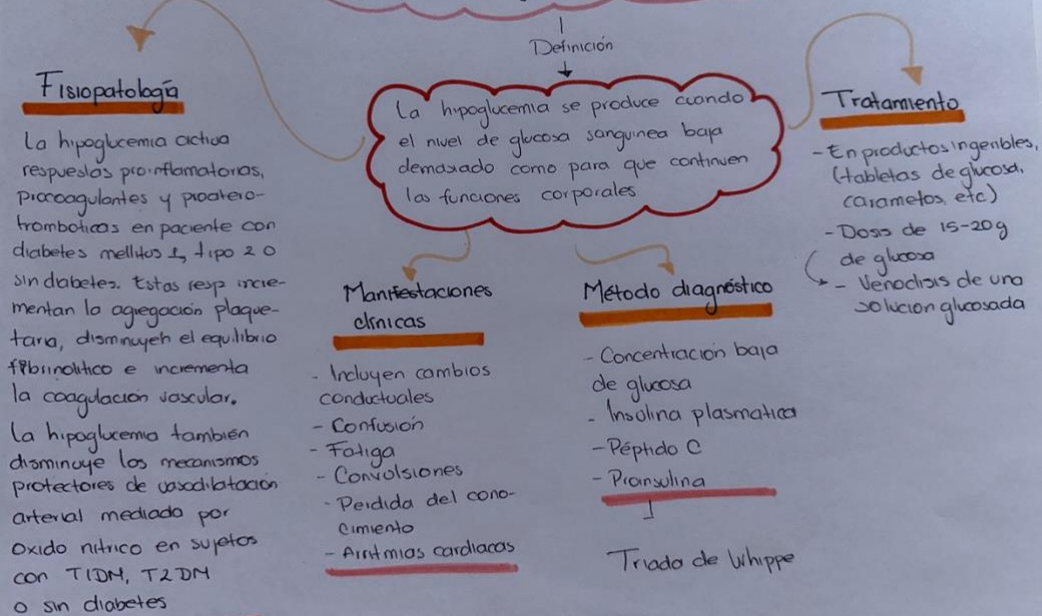 Definición
La hipoglucemia se produce cuando
el nivel de glucosa sanguinea baja
demasiado como para que continuen
las funciones corporales
Fisiopatología
La hipoglucemia activa
respuestas proinflamatorias,
procoagulantes y proatero-
tromboticas en paciente con
diabetes mellitus 1, tipo 2 o
sin diabetes. Estas resp incre-
mentan la agregación plaque-
taria, disminuyen el equilibrio
fibrinolitico e incrementa
la coagulación vascular.
La hipoglucemia también
disminuye los mecanismos
protectores de vasodilatación
arterial mediado por
oxido nitrico en sujetos
con T1DM, T2DM
o sin diabetes
Manifestaciones
clínicas
- Incluyen cambios
conductuales
- Confusión
- Fatiga
- Convulsiones
- Perdida del cono-
cimiento
- Arritmias cardiacas
Método diagnóstico
- Concentración baja
de glucosa
- Insolina plasmatica
- Péptido C
- Proinsulina
Triada de Whippe
Tratamiento
- En productos ingeribles,
(tabletas de glucosa,
caramelos, etc)
- Dosis de 15-20g
de glucosa
- Venoclisis de una
solucion glucosada